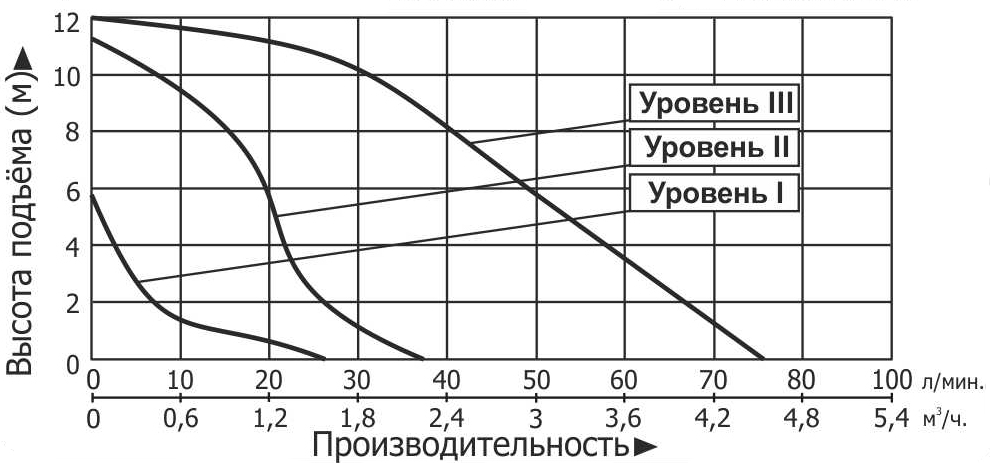 Высота подъёма (м)
12
10
8
6
4
2
0
Уровень III
Уровень II
Уровень I
0 10 20 30 40 50 60 70 80 100 л/мин.
0 0,6 1,2 1,8 2,4 3 3,6 4,2 4,8 5,4 м³/ч.
Производительность